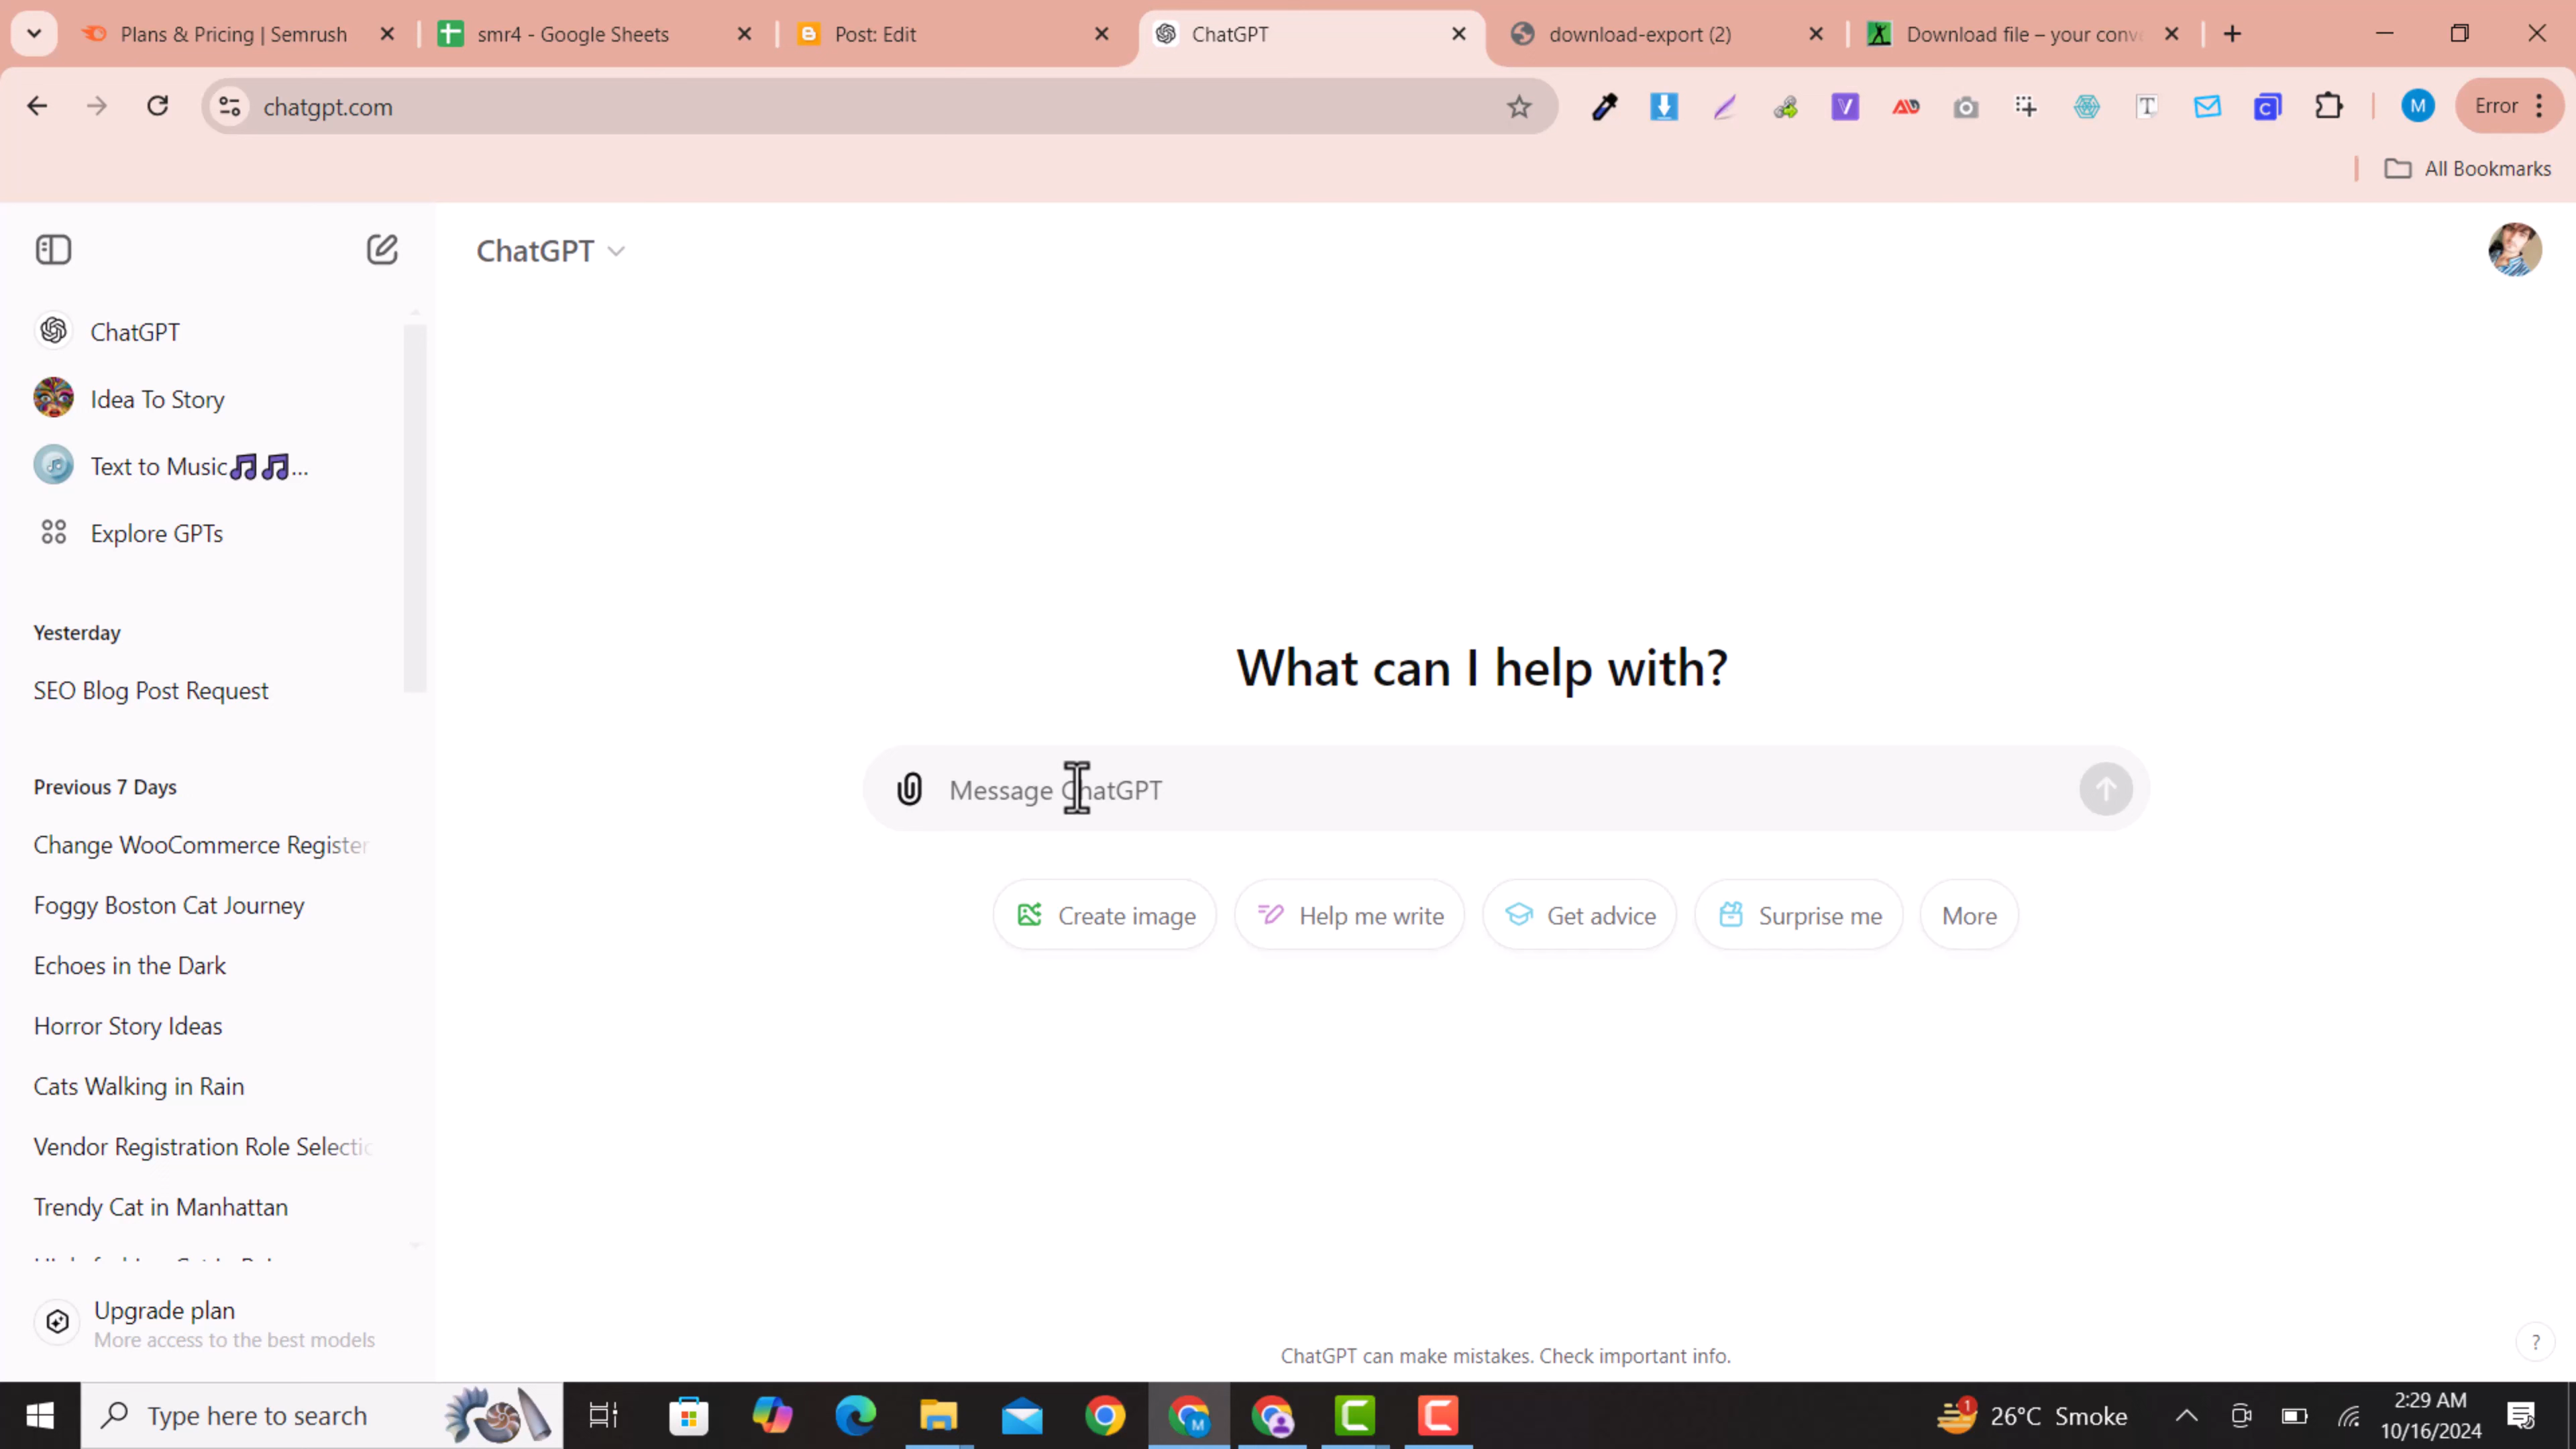 Plans & Pricing | Semrush
smr4 - Google Sheets
Post: Edit
ChatGPT
download-export (2)
Download file – your conv
chatgpt.com
M
Error
All Bookmarks
ChatGPT
ChatGPT
Idea To Story
Text to Music🎵🎵...
Explore GPTs
Yesterday
SEO Blog Post Request
Previous 7 Days
Change WooCommerce Register
Foggy Boston Cat Journey
Echoes in the Dark
Horror Story Ideas
Cats Walking in Rain
Vendor Registration Role Selectio
Trendy Cat in Manhattan
Upgrade plan
More access to the best models
What can I help with?
Message ChatGPT
Create image
Help me write
Get advice
Surprise me
More
ChatGPT can make mistakes. Check important info.
?
Type here to search
1
26°C Smoke
2:29 AM
10/16/2024